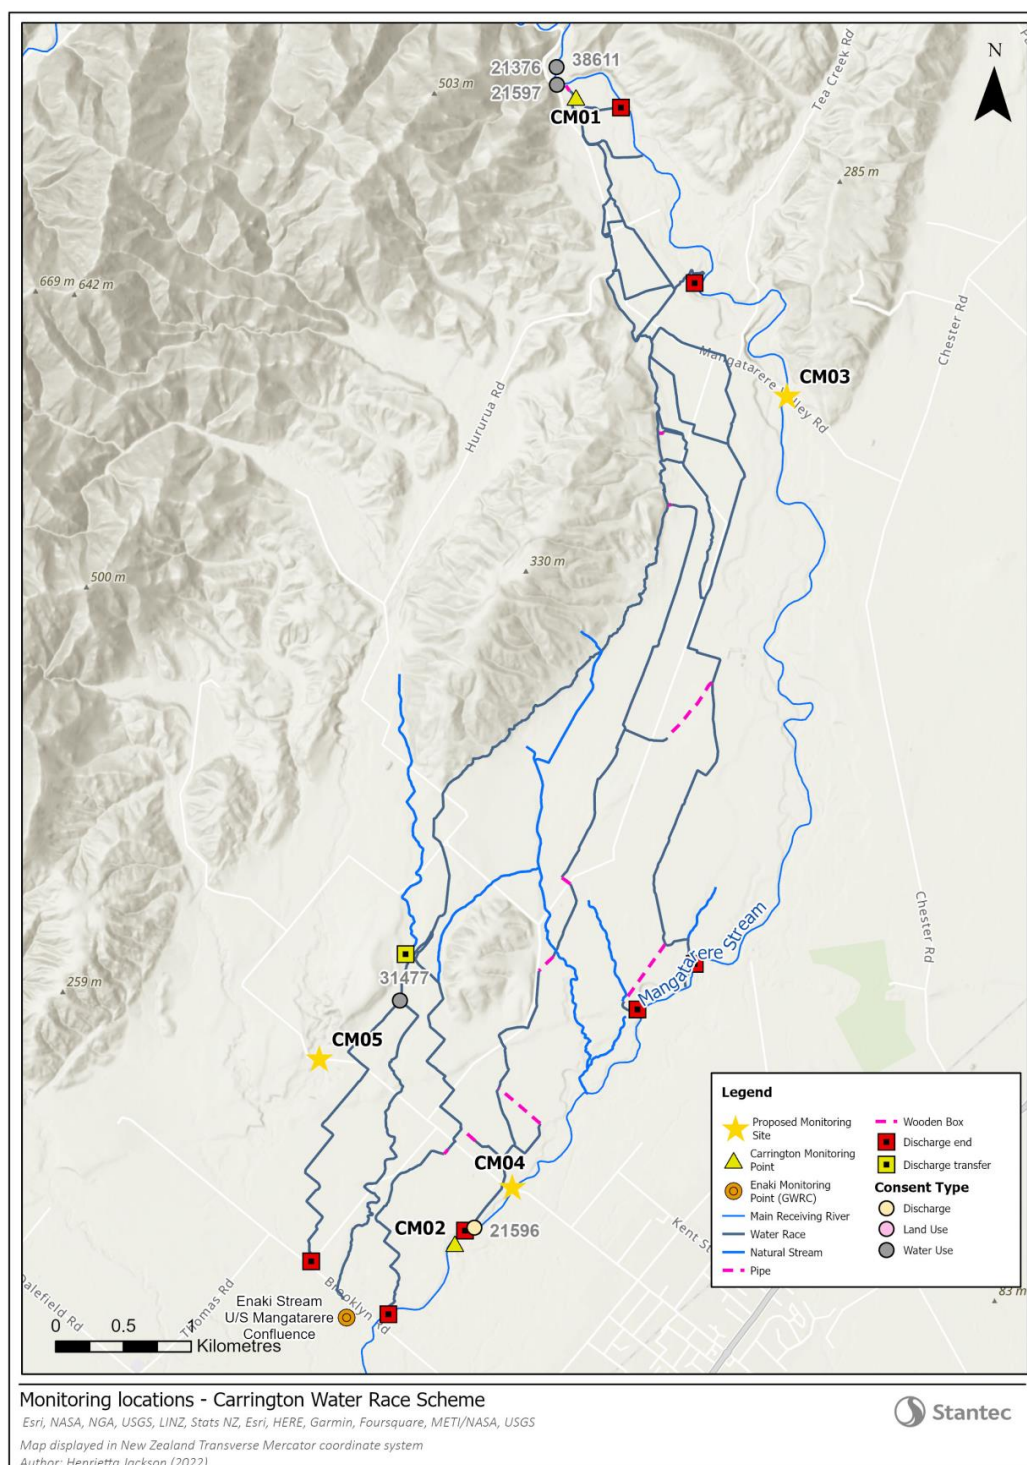 N
38611
21376
21597
CM01
503 m
Tea Creek Rd
285 m
669 m
642 m
Chester Rd
Hururua Rd
Mangatarere Valley Rd
CM03
330 m
500 m
Chester Rd
Mangatarere Stream
31477
259 m
CM05
CM04
CM02
21596
Kent S
Brooklyn Rd
Thomas Rd
Dalefield Rd
Enaki Stream
U/S Mangatarere
Confluence
83 m
0 0.5 1
Kilometres
Legend
Proposed Monitoring
Site
Carrington Monitoring
Point
Enaki Monitoring
Point (GWRC)
Main Receiving River
Water Race
Natural Stream
Pipe
Wooden Box
Discharge end
Discharge transfer
Consent Type
Discharge
Land Use
Water Use
Monitoring locations - Carrington Water Race Scheme
Esri, NASA, NGA, USGS, LINZ, Stats NZ, Esri, HERE, Garmin, Foursquare, METI/NASA, USGS
Map displayed in New Zealand Transverse Mercator coordinate system
Author: Henrietta Jackson (2022)
Stantec